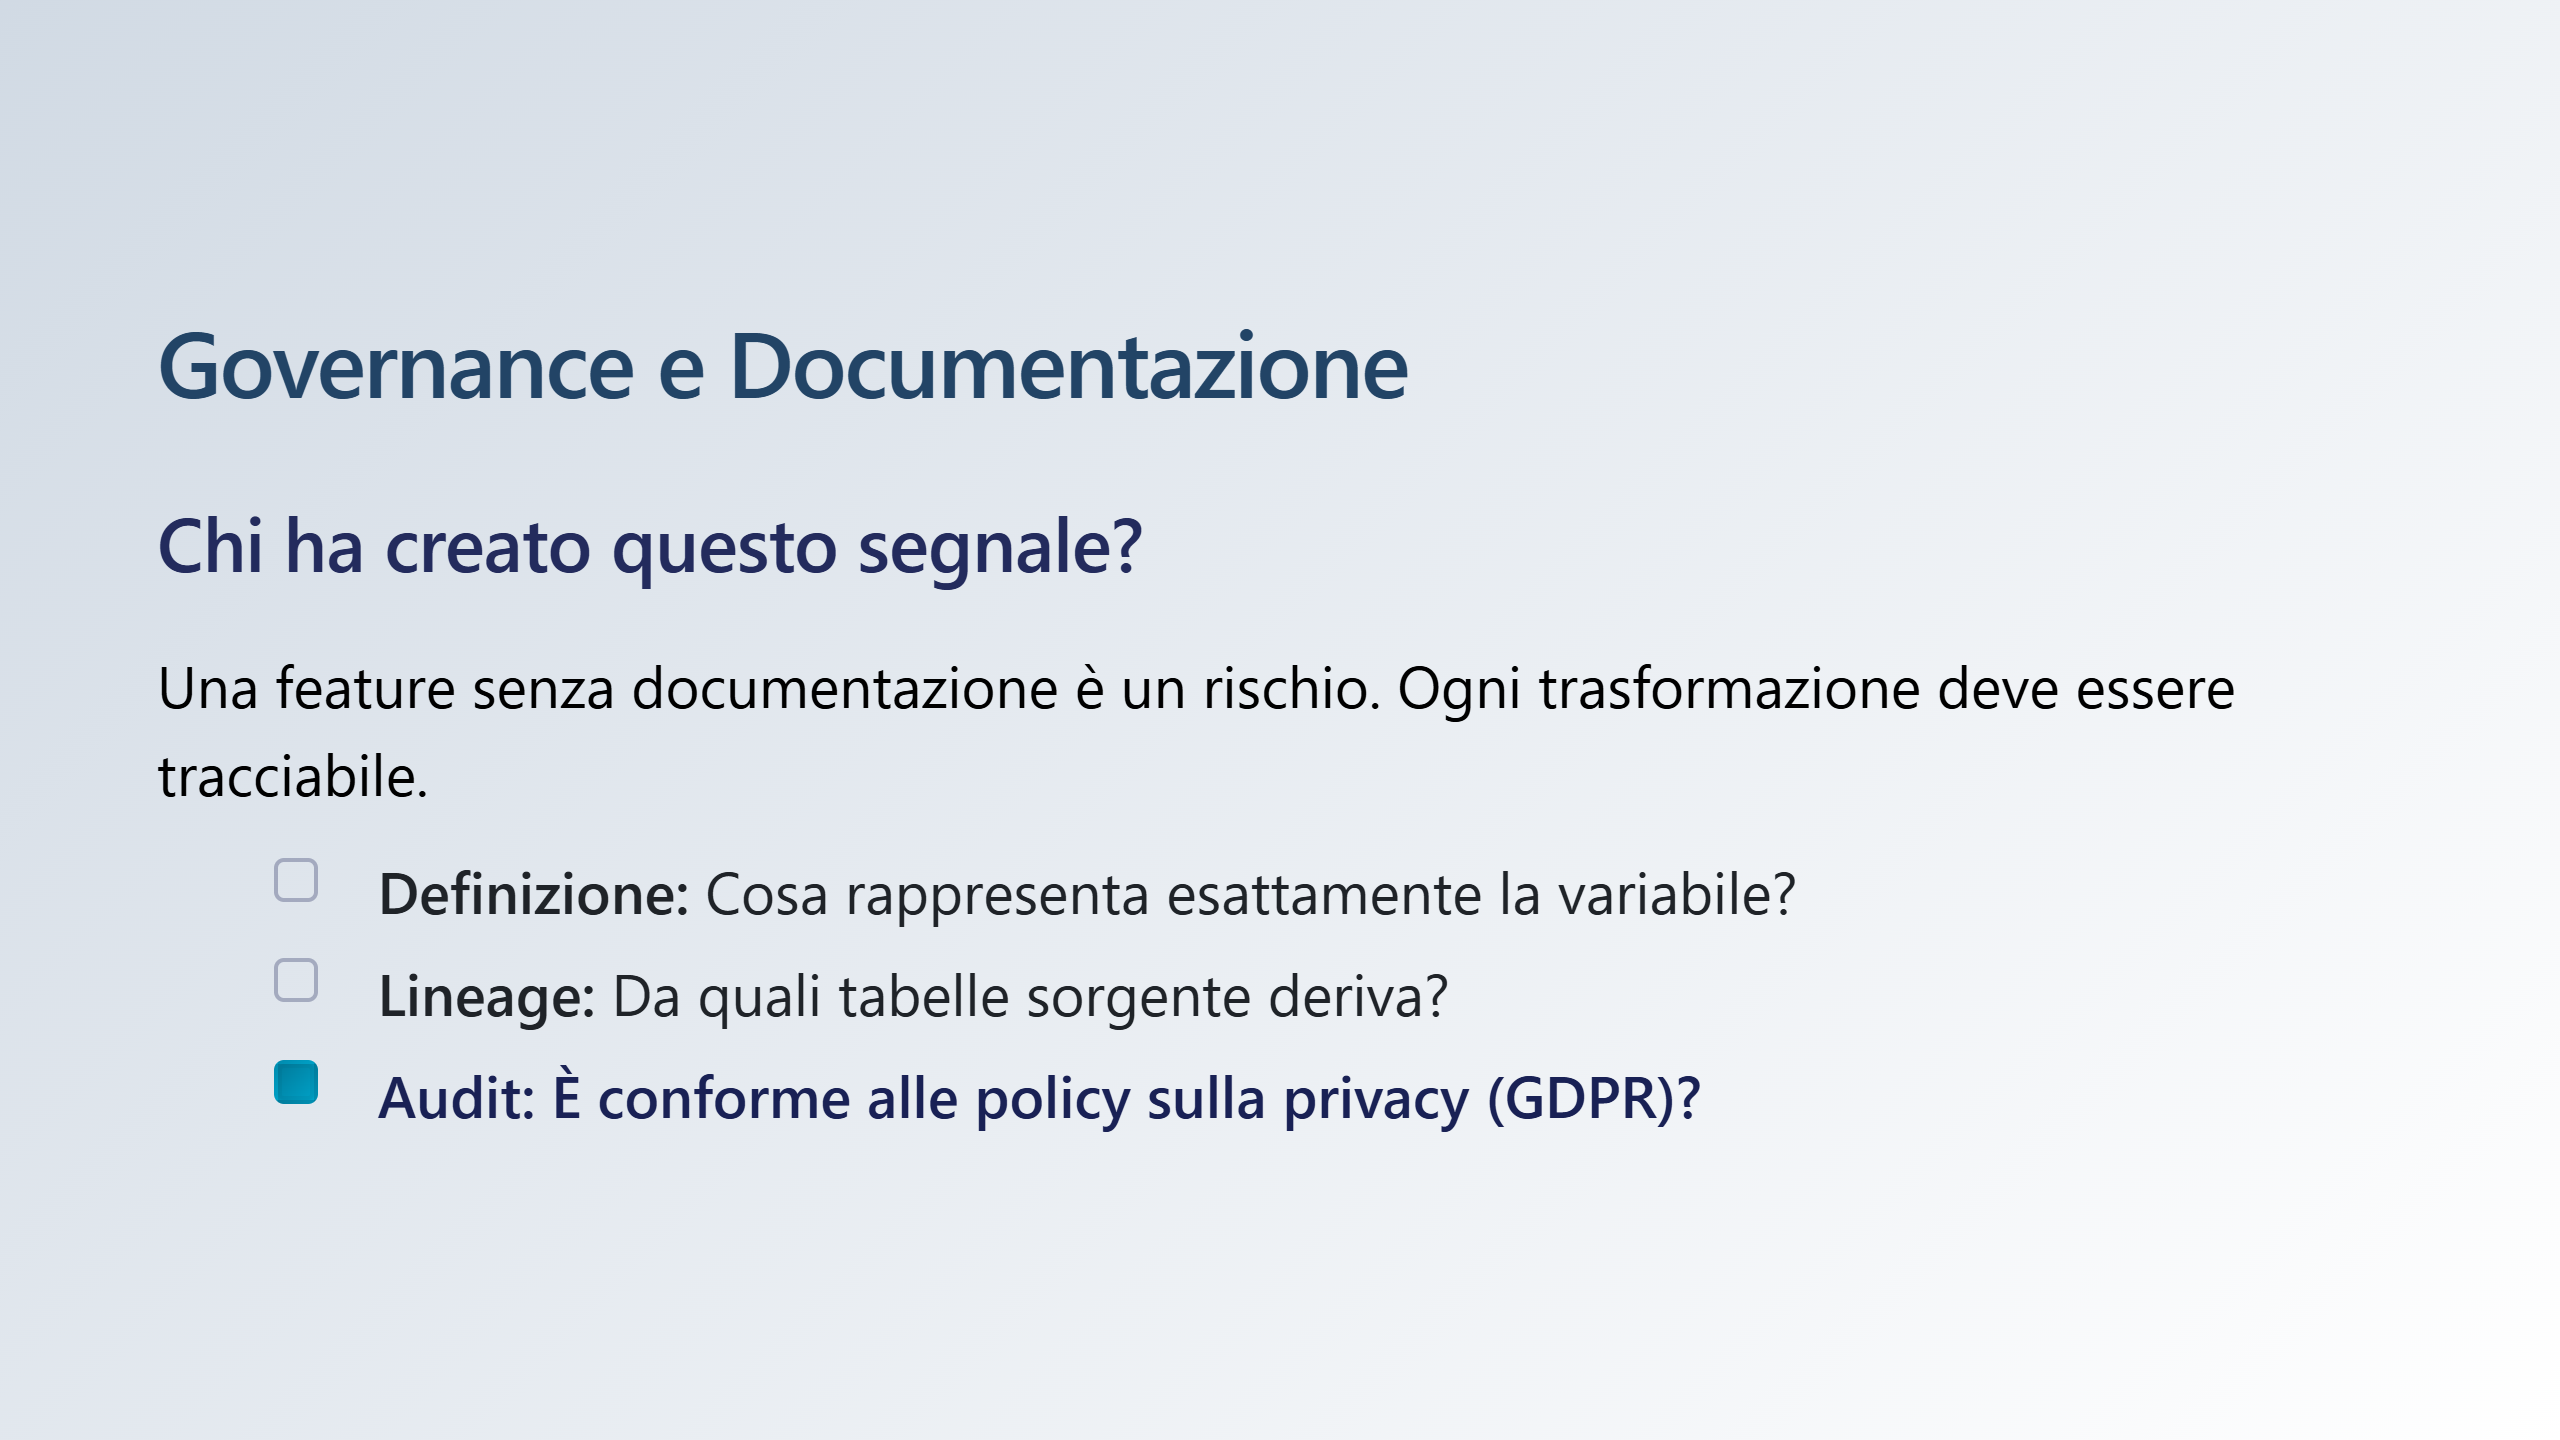 Governance e Documentazione
Chi ha creato questo segnale?
Una feature senza documentazione è un rischio. Ogni trasformazione deve essere
tracciabile.
Definizione: Cosa rappresenta esattamente la variabile?
Lineage: Da quali tabelle sorgente deriva?
Audit: È conforme alle policy sulla privacy (GDPR)?